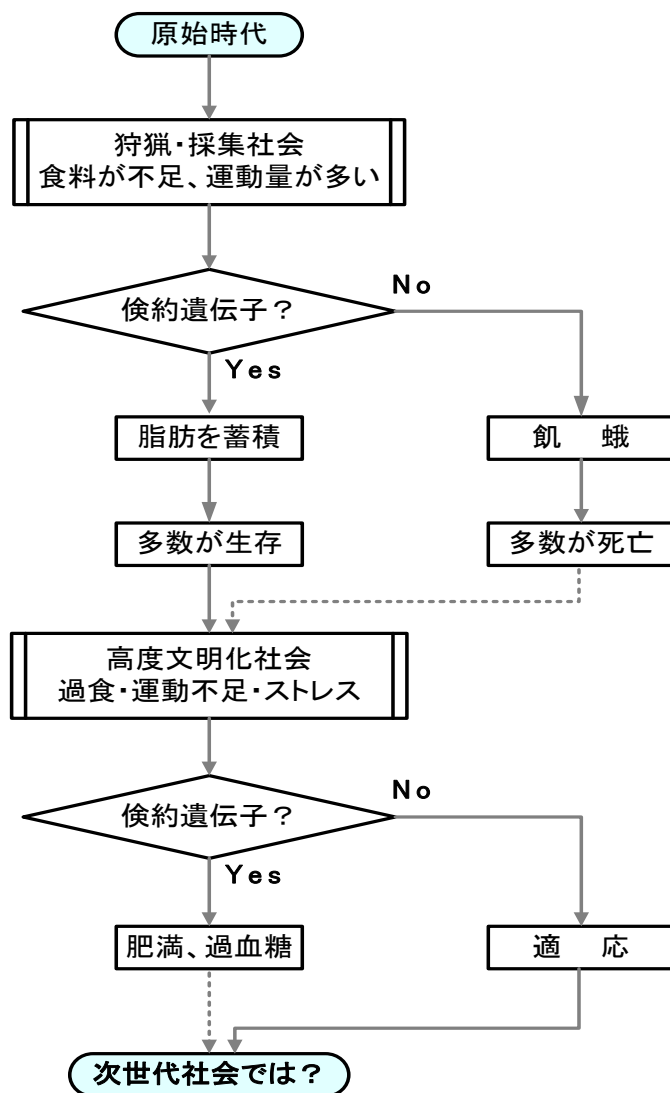 原始時代
狩猟・採集社会
食料が不足、運動量が多い
倹約遺伝子？
No
Yes
脂肪を蓄積
飢　蛾
多数が生存
多数が死亡
高度文明化社会
過食・運動不足・ストレス
倹約遺伝子？
No
Yes
肥満、過血糖
適　応
次世代社会では？